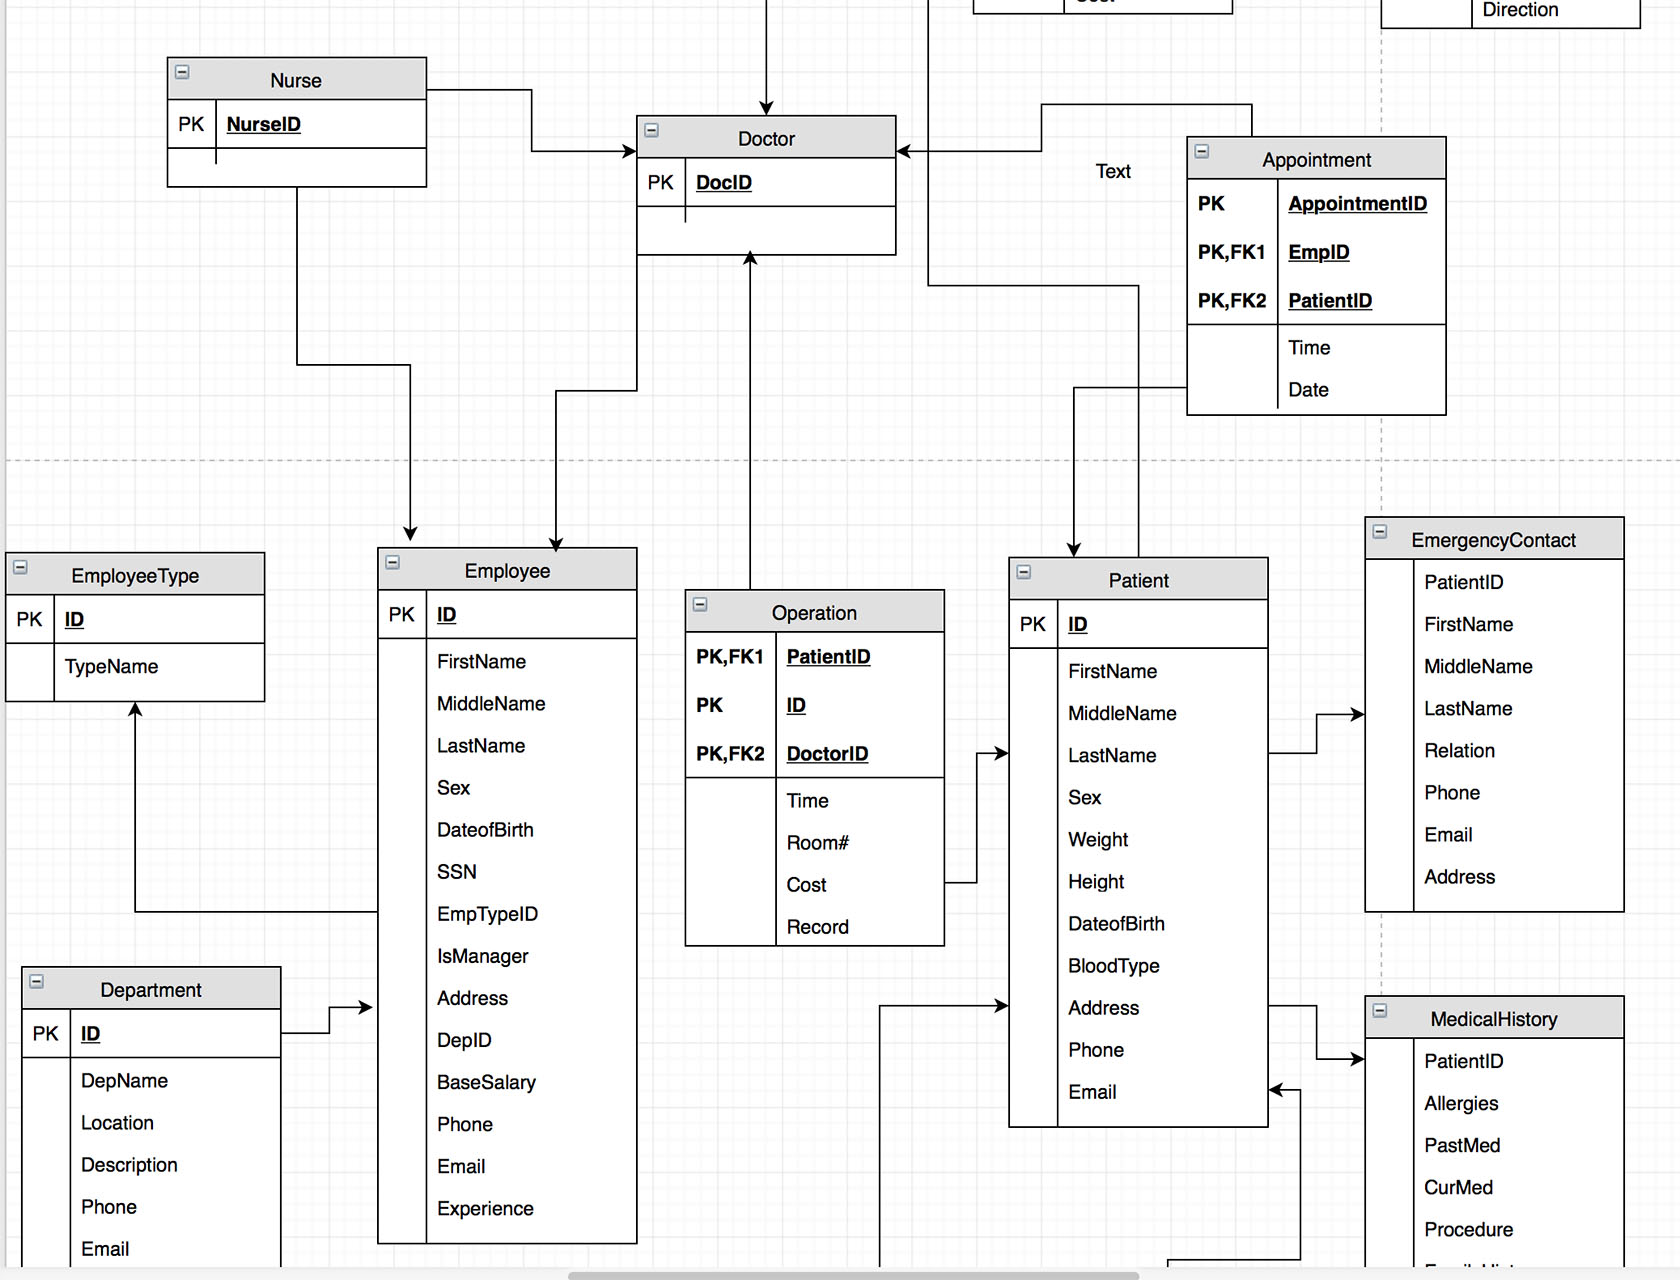 Direction
Nurse
PK NurseID
Doctor
PK DocID
Text
Appointment
PK AppointmentID
PK,FK1 EmpID
PK,FK2 PatientID
Time
Date
EmployeeType
PK ID
TypeName
Employee
PK ID
FirstName
MiddleName
LastName
Sex
DateofBirth
SSN
EmpTypeID
IsManager
Address
DepID
BaseSalary
Phone
Email
Experience
Operation
PK,FK1 PatientID
PK ID
PK,FK2 DoctorID
Time
Room#
Cost
Record
Patient
PK ID
FirstName
MiddleName
LastName
Sex
Weight
Height
DateofBirth
BloodType
Address
Phone
Email
EmergencyContact
PatientID
FirstName
MiddleName
LastName
Relation
Phone
Email
Address
Department
PK ID
DepName
Location
Description
Phone
Email
MedicalHistory
PatientID
Allergies
PastMed
CurMed
Procedure